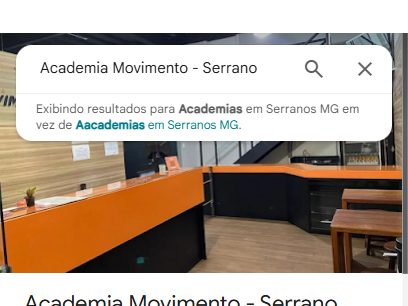 Academia Movimento - Serrano
Exibindo resultados para Academias em Serranos MG em
vez de Aacademias em Serranos MG.
Academia Movimento - Serrano